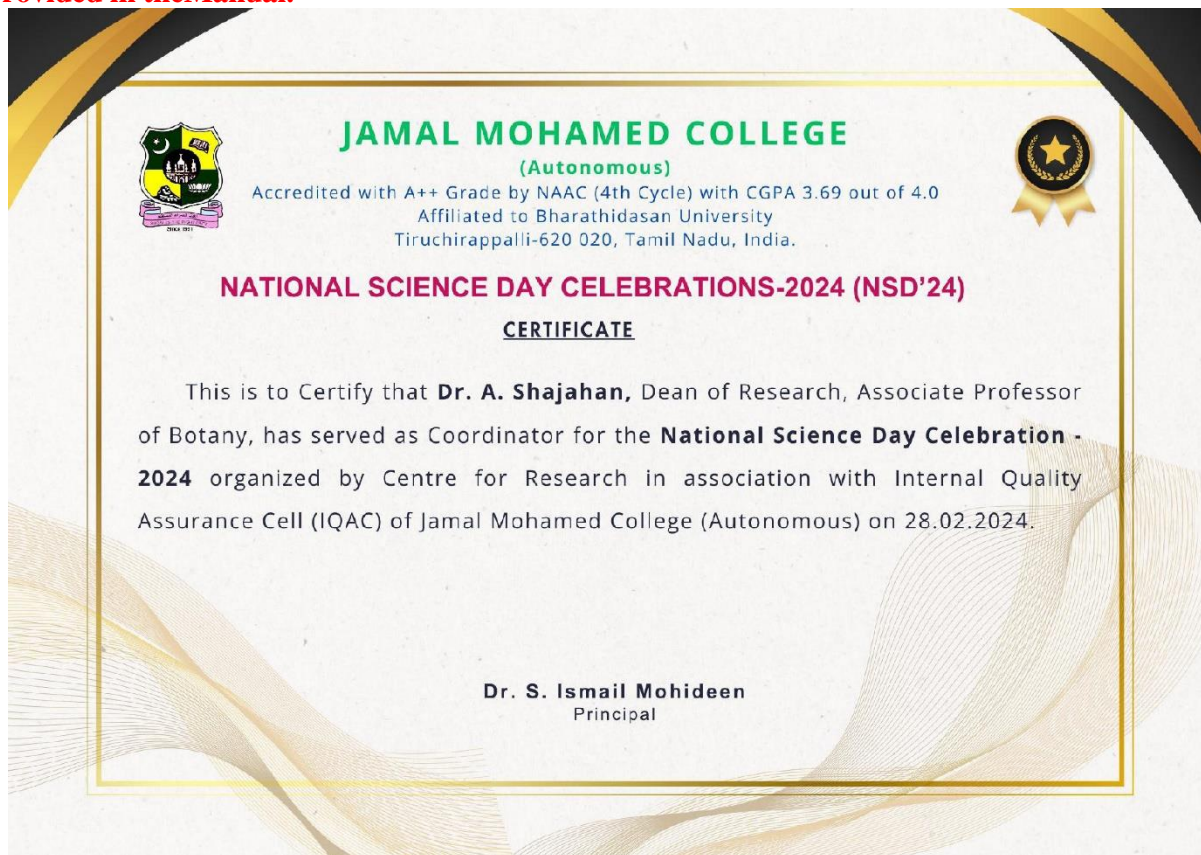 rovided in theManual.
JAMAL MOHAMED COLLEGE
(Autonomous)
Accredited with A++ Grade by NAAC (4th Cycle) with CGPA 3.69 out of 4.0
Affiliated to Bharathidasan University
Tiruchirappalli-620 020, Tamil Nadu, India.
NATIONAL SCIENCE DAY CELEBRATIONS-2024 (NSD’24)
CERTIFICATE
This is to Certify that Dr. A. Shajahan, Dean of Research, Associate Professor
of Botany, has served as Coordinator for the National Science Day Celebration -
2024 organized by Centre for Research in association with Internal Quality
Assurance Cell (IQAC) of Jamal Mohamed College (Autonomous) on 28.02.2024.
Dr. S. Ismail Mohideen
Principal